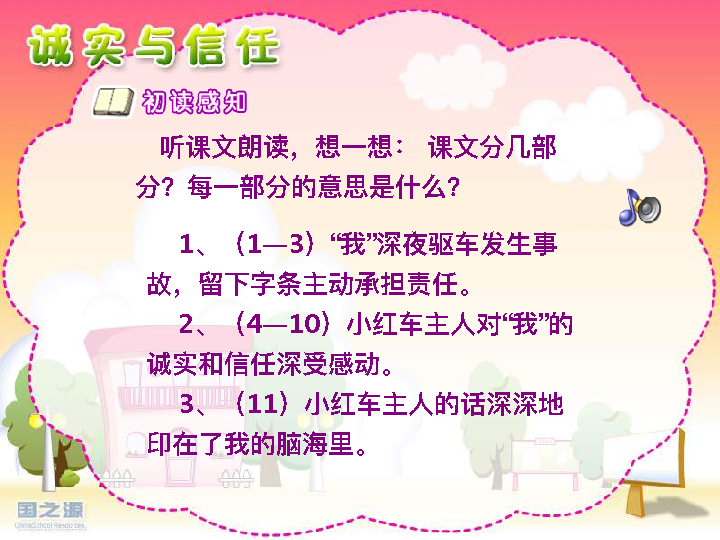 诚实与信任
初读感知
听课文朗读，想一想： 课文分几部
分？每一部分的意思是什么？
1、（1—3）“我”深夜驱车发生事
故，留下字条主动承担责任。
2、（4—10）小红车主人对“我”的
诚实和信任深受感动。
3、（11）小红车主人的话深深地
印在了我的脑海里。
国之源